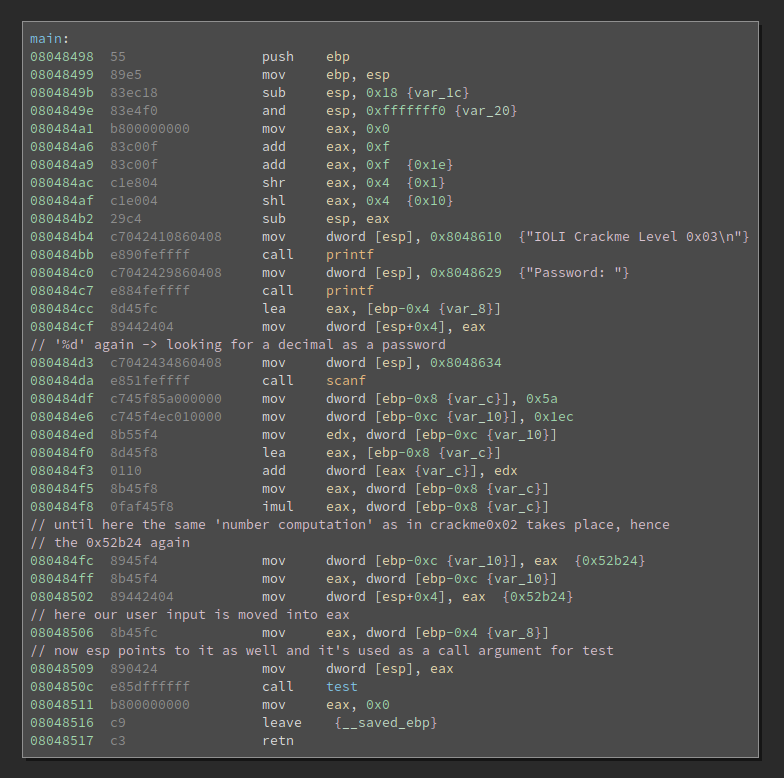 main:
08048498  55              push    ebp
08048499  89e5            mov     ebp, esp
0804849b  83ec18          sub     esp, 0x18 {var_1c}
0804849e  83e4f0          and     esp, 0xfffffff0 {var_20}
080484a1  b800000000      mov     eax, 0x0
080484a6  83c00f          add     eax, 0xf
080484a9  83c00f          add     eax, 0xf  {0x1e}
080484ac  c1e804          shr     eax, 0x4  {0x1}
080484af  c1e004          shl     eax, 0x4  {0x10}
080484b2  29c4            sub     esp, eax
080484b4  c7042410860408  mov     dword [esp], 0x8048610  {"IOLI Crackme Level 0x03\n"}
080484bb  e890feffff      call    printf
080484c0  c7042429860408  mov     dword [esp], 0x8048629  {"Password: "}
080484c7  e884feffff      call    printf
080484cc  8d45fc          lea     eax, [ebp-0x4 {var_8}]
080484cf  89442404        mov     dword [esp+0x4], eax
// '%d' again -> looking for a decimal as a password
080484d3  c7042434860408  mov     dword [esp], 0x8048634
080484da  e851feffff      call    scanf
080484df  c745f85a000000  mov     dword [ebp-0x8 {var_c}], 0x5a
080484e6  c745f4ec010000  mov     dword [ebp-0xc {var_10}], 0x1ec
080484ed  8b55f4          mov     edx, dword [ebp-0xc {var_10}]
080484f0  8d45f8          lea     eax, [ebp-0x8 {var_c}]
080484f3  0110            add     dword [eax {var_c}], edx
080484f5  8b45f8          mov     eax, dword [ebp-0x8 {var_c}]
080484f8  0faf45f8        imul    eax, dword [ebp-0x8 {var_c}]
// until here the same 'number computation' as in crackme0x02 takes place, hence
// the 0x52b24 again
080484fc  8945f4          mov     dword [ebp-0xc {var_10}], eax  {0x52b24}
080484ff  8b45f4          mov     eax, dword [ebp-0xc {var_10}]
08048502  89442404        mov     dword [esp+0x4], eax  {0x52b24}
// here our user input is moved into eax
08048506  8b45fc          mov     eax, dword [ebp-0x4 {var_8}]
// now esp points to it as well and it's used as a call argument for test
08048509  890424          mov     dword [esp], eax
0804850c  e85dffffff      call    test
08048511  b800000000      mov     eax, 0x0
08048516  c9              leave    {__saved_ebp}
08048517  c3              retn